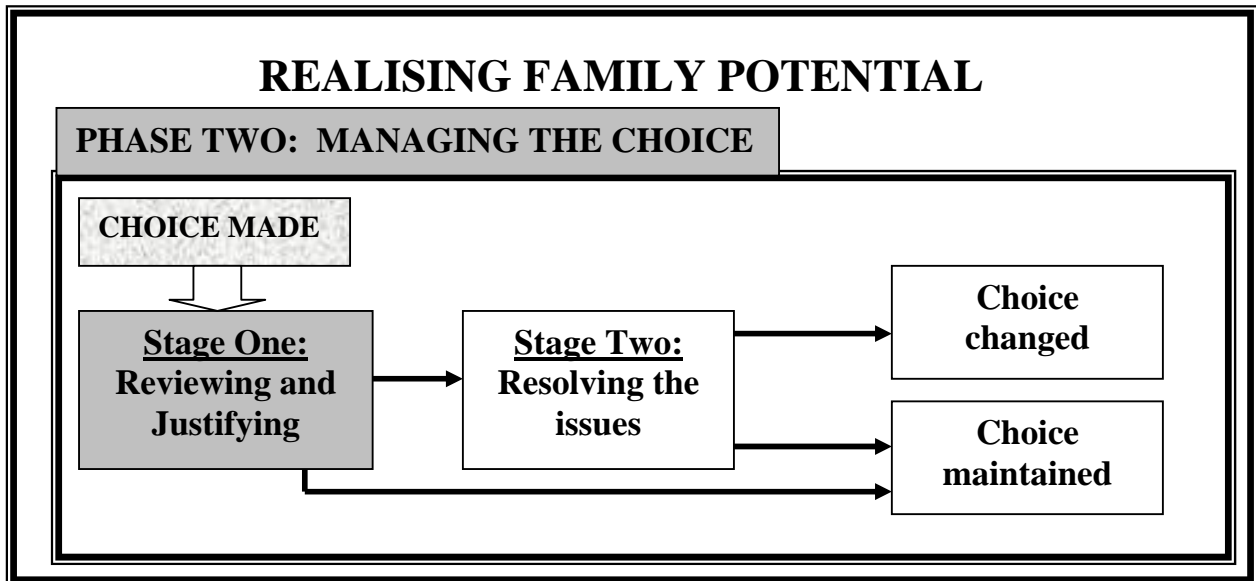 REALISING FAMILY POTENTIAL
PHASE TWO: MANAGING THE CHOICE
CHOICE MADE
Stage One:
Reviewing and
Justifying
Stage Two:
Resolving the
issues
Choice
changed
Choice
maintained